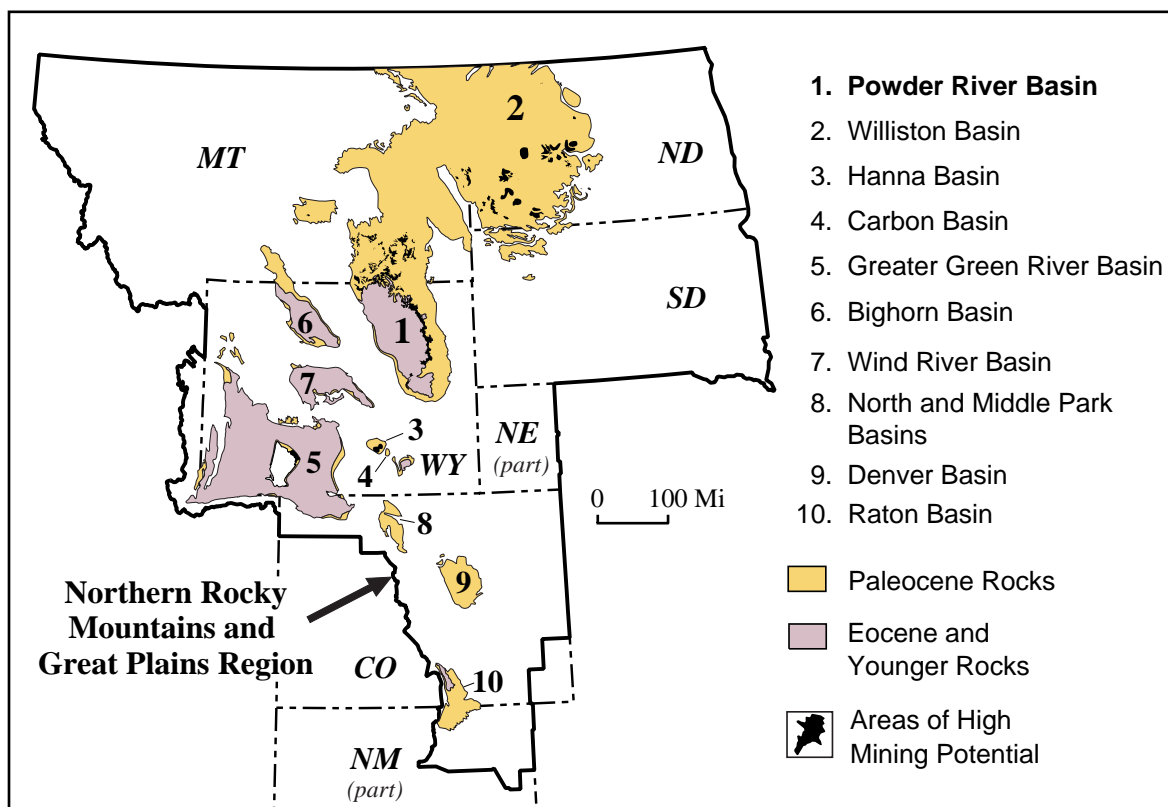 MT
2
ND
SD
6
1
7
3
NE
(part)
4
WY
5
0 100 Mi
8
9
Northern Rocky
Mountains and
Great Plains Region
CO
10
NM
(part)
1. Powder River Basin
2. Williston Basin
3. Hanna Basin
4. Carbon Basin
5. Greater Green River Basin
6. Bighorn Basin
7. Wind River Basin
8. North and Middle Park
Basins
9. Denver Basin
10. Raton Basin
Paleocene Rocks
Eocene and
Younger Rocks
Areas of High
Mining Potential